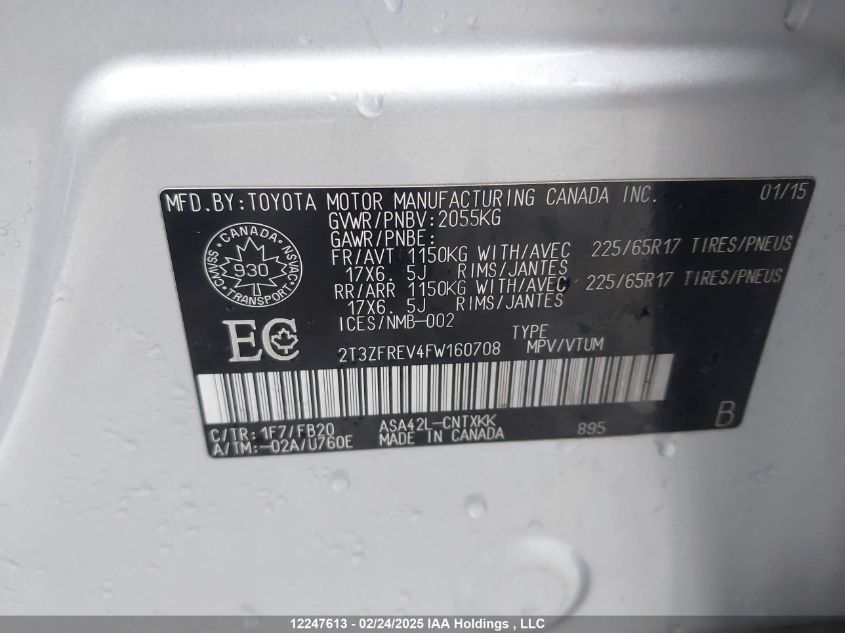 MFD.BY:TOYOTA MOTOR MANUFACTURING CANADA INC. 01/15
GVWR/PNBV:2055KG
GAWR/PNBE:
FR/AVT 1150KG WITH/AVEC 225/65R17 TIRES/PNEUS
17X6. 5J RIMS/JANTES
RR/ARR 1150KG WITH/AVEC 225/65R17 TIRES/PNEUS
17X6. 5J RIMS/JANTES
ICES/NMB-002
CANADA
CMVSS 930 NSVAC
TRANSPORT
EC
TYPE
2T3ZFREV4FW160708 MPV/VTUM
C/TR: 1F7/FB20 ASA42L-CNTXKK 895 B
A/TM:-02A/U760E MADE IN CANADA
12247613 - 02/24/2025 IAA Holdings , LLC